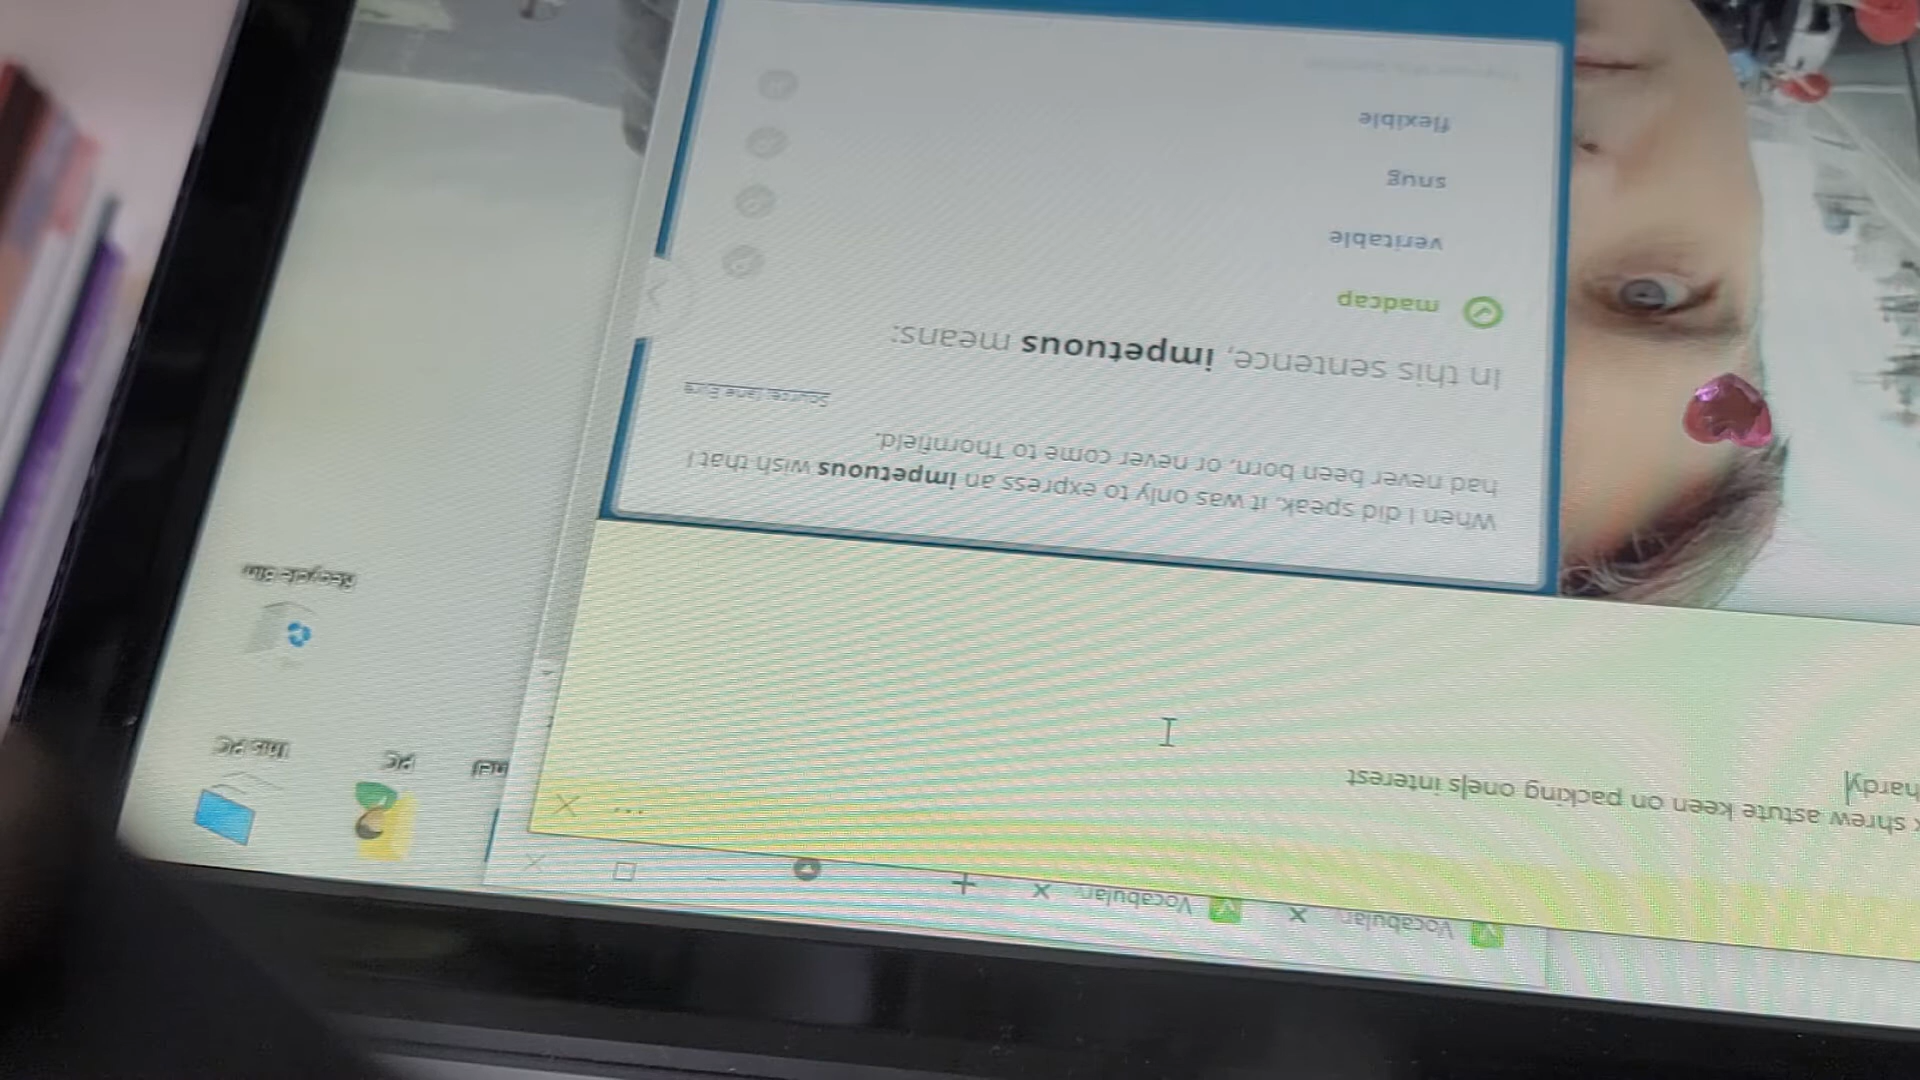 Vocabular
Vocabular
shrew astute keen on packing one|s interest
hardy
This PC
PC
Recycle Bin
When I did speak, it was only to express an impetuous wish that I
had never been born, or never come to Thornfield.
Source: Jane Eyre
In this sentence, impetuous means:
madcap
veritable
snug
flexible